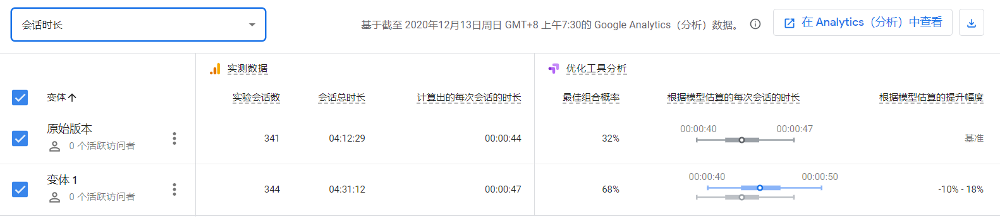 会话时长
基于截至 2020年12月13日周日 GMT+8 上午7:30的 Google Analytics（分析）数据。
在 Analytics（分析）中查看
实测数据
优化工具分析
变体
实验会话数
会话总时长
计算出的每次会话的时长
最佳组合概率
根据模型估算的每次会话的时长
根据模型估算的提升幅度
原始版本
0 个活跃访问者
341
04:12:29
00:00:44
32%
00:00:40
00:00:47
基准
变体 1
0 个活跃访问者
344
04:31:12
00:00:47
68%
00:00:40
00:00:50
-10% - 18%